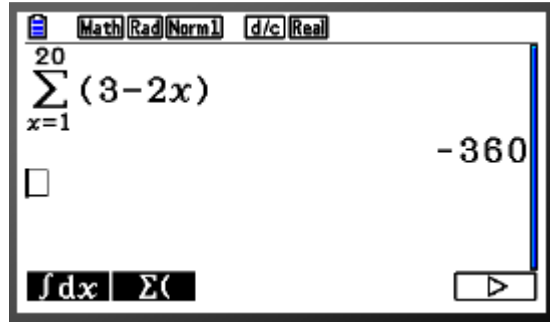 Math Rad Norm1 d/c Real
20
∑(3-2x)
x=1
-360
∫dx Σ( ▷